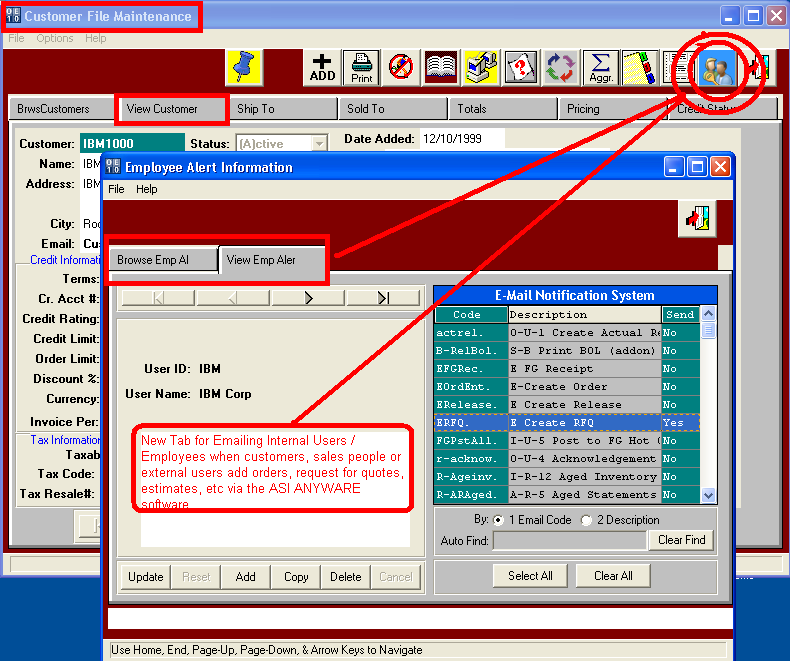 Customer File Maintenance
File Options Help
ADD
Print
Aggr.
BrwsCustomers View Customer Ship To Sold To Totals Pricing Credit Status
Customer: IBM1000 Status: (A)ctive Date Added: 12/10/1999
Name: IBM
Address: IBM
City:
Email:
Credit Informati
Terms:
Cr. Acct #:
Credit Rating:
Credit Limit:
Order Limit:
Discount %:
Currency:
Invoice Per:
Tax Information
Taxab
Tax Code:
Tax Resale#:
Employee Alert Information
File Help
Browse Emp Al View Emp Aler
User ID: IBM
User Name: IBM Corp
New Tab for Emailing Internal Users /
Employees when customers, sales people or
external users add orders, request for quotes,
estimates, etc via the ASI ANYWARE
software
Update Reset Add Copy Delete Cancel
E-Mail Notification System
Code Description Send
actrel. O-U-1 Create Actual Re No
B-RelBol. S-B Print BOL (addon) No
EFGRec. E FG Receipt No
EOrdEnt. E-Create Order No
ERelease. E Create Release No
ERFQ. E Create RFQ Yes
FGPstAll. I-U-5 Post to FG Hot ( No
r-acknow. O-U-4 Acknowledgement No
R-Ageinv. I-R-12 Aged Inventory No
R-ARAged. A-R-5 Aged Statements No
By: 1 Email Code 2 Description
Auto Find: Clear Find
Select All Clear All
Use Home, End, Page-Up, Page-Down, & Arrow Keys to Navigate